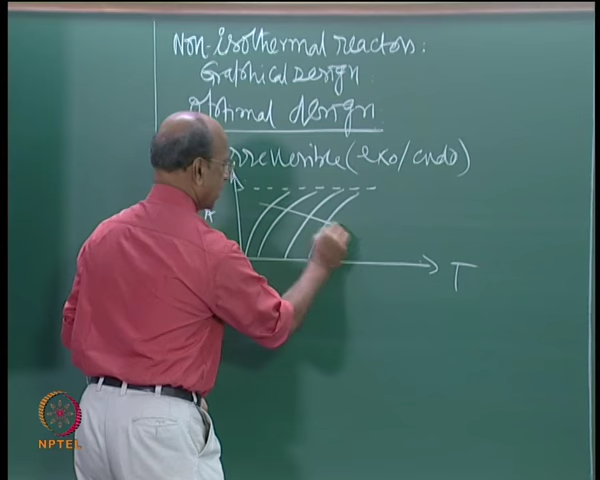 Non-isothermal reactors:
Graphical Design
Optimal design
Irreversible (exo/endo)
T
NPTEL